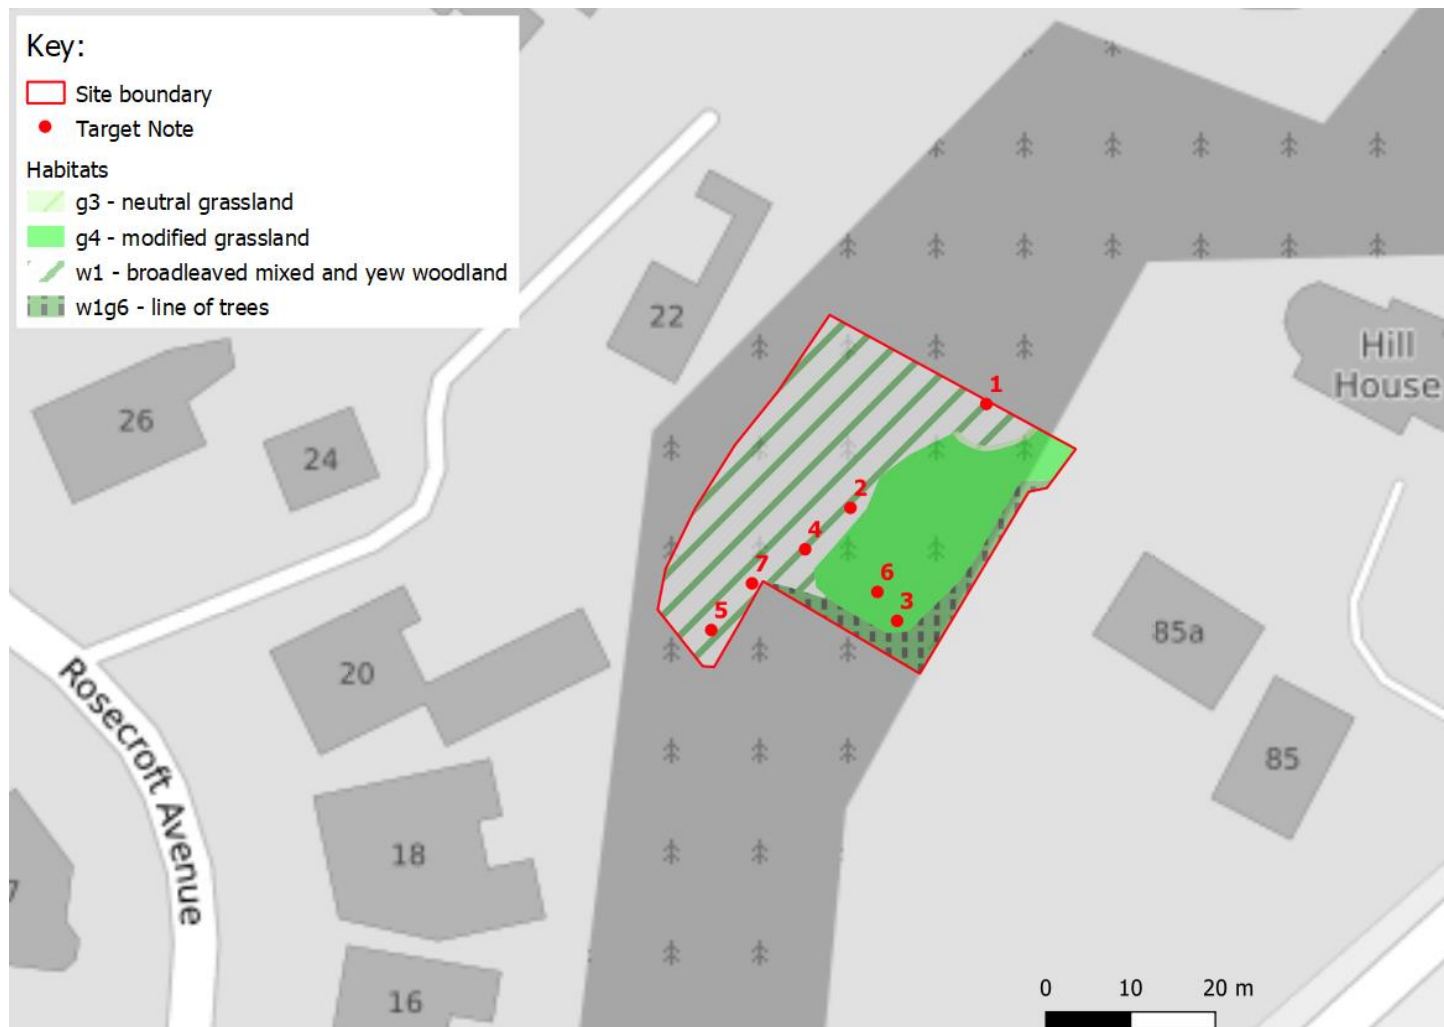 Key:
Site boundary
Target Note
Habitats
g3 - neutral grassland
g4 - modified grassland
w1 - broadleaved mixed and yew woodland
w1g6 - line of trees
22
Hill
House
26
24
1
2
4
7
6
5
3
85a
20
Rosecroft Avenue
85
18
7
16
0 10 20 m